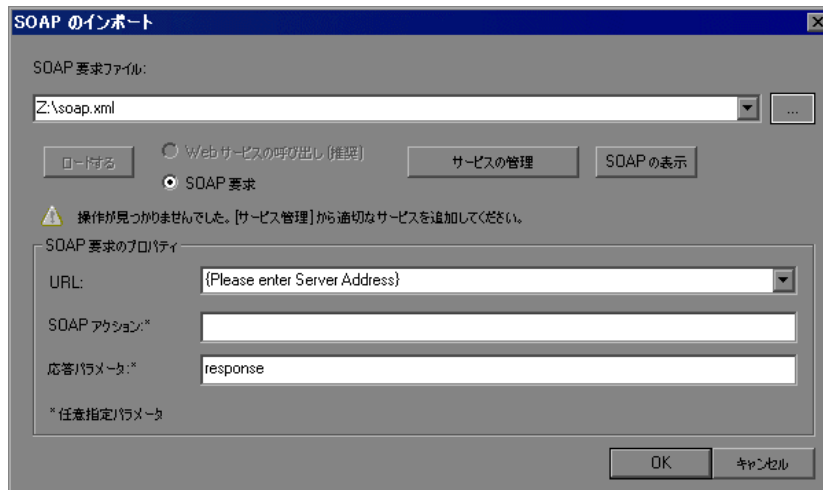 SOAP のインポート
SOAP 要求ファイル:
Z:\soap.xml
...
ロードする
Web サービスの呼び出し (推奨)
サービスの管理
SOAP の表示
SOAP 要求
操作が見つかりませんでした。[サービス管理]から適切なサービスを追加してください。
SOAP 要求のプロパティ
URL:
{Please enter Server Address}
SOAP アクション:*
応答パラメータ:*
response
*任意指定パラメータ
OK
キャンセル